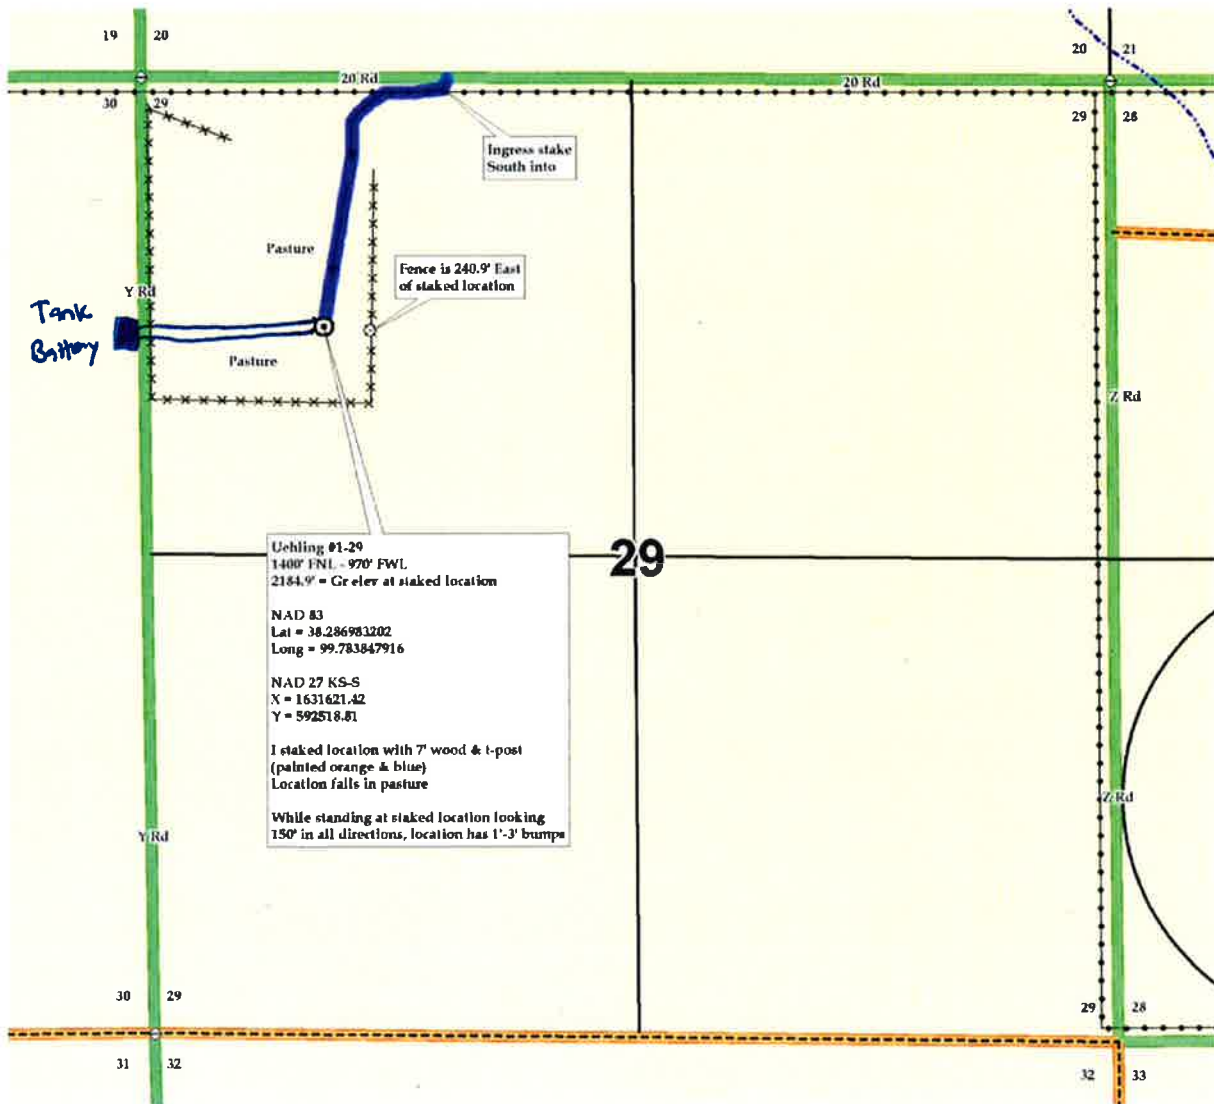 19 20
20 21
20 Rd
20 Rd
30 29
29 28
Ingress stake
South into
Pasture
Fence is 240.9' East
of staked location
Y Rd
Tank
Battery
Pasture
Z Rd
Uehling #1-29
1400' FNL - 970' FWL
2184.9' = Gr elev at staked location
NAD 83
Lat = 38.286983202
Long = 99.783847916
NAD 27 KS-S
X = 1631621.42
Y = 592518.81
I staked location with 7' wood & t-post
(painted orange & blue)
Location falls in pasture
While standing at staked location looking
150' in all directions, location has 1'-3' bumps
29
Z Rd
Y Rd
30 29
29 28
31 32
32 33